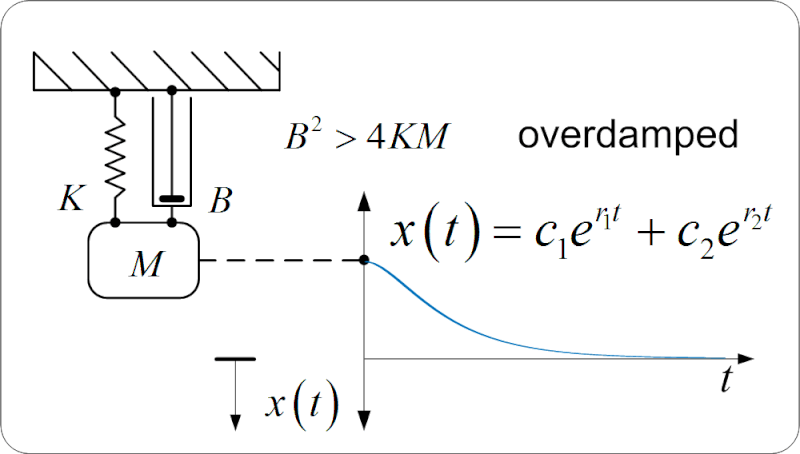 B² > 4KM
overdamped
K
B
x(t) = c₁e^{r₁t} + c₂e^{r₂t}
M
x(t)
t